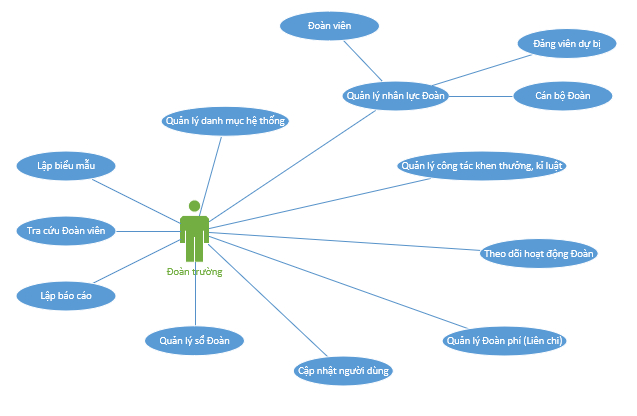 Đoàn viên
Đảng viên dự bị
Quản lý nhân lực Đoàn
Cán bộ Đoàn
Quản lý danh mục hệ thống
Lập biểu mẫu
Quản lý công tác khen thưởng, kỉ luật
Tra cứu Đoàn viên
Theo dõi hoạt động Đoàn
Đoàn trường
Lập báo cáo
Quản lý sổ Đoàn
Quản lý Đoàn phí (Liên chi)
Cập nhật người dùng